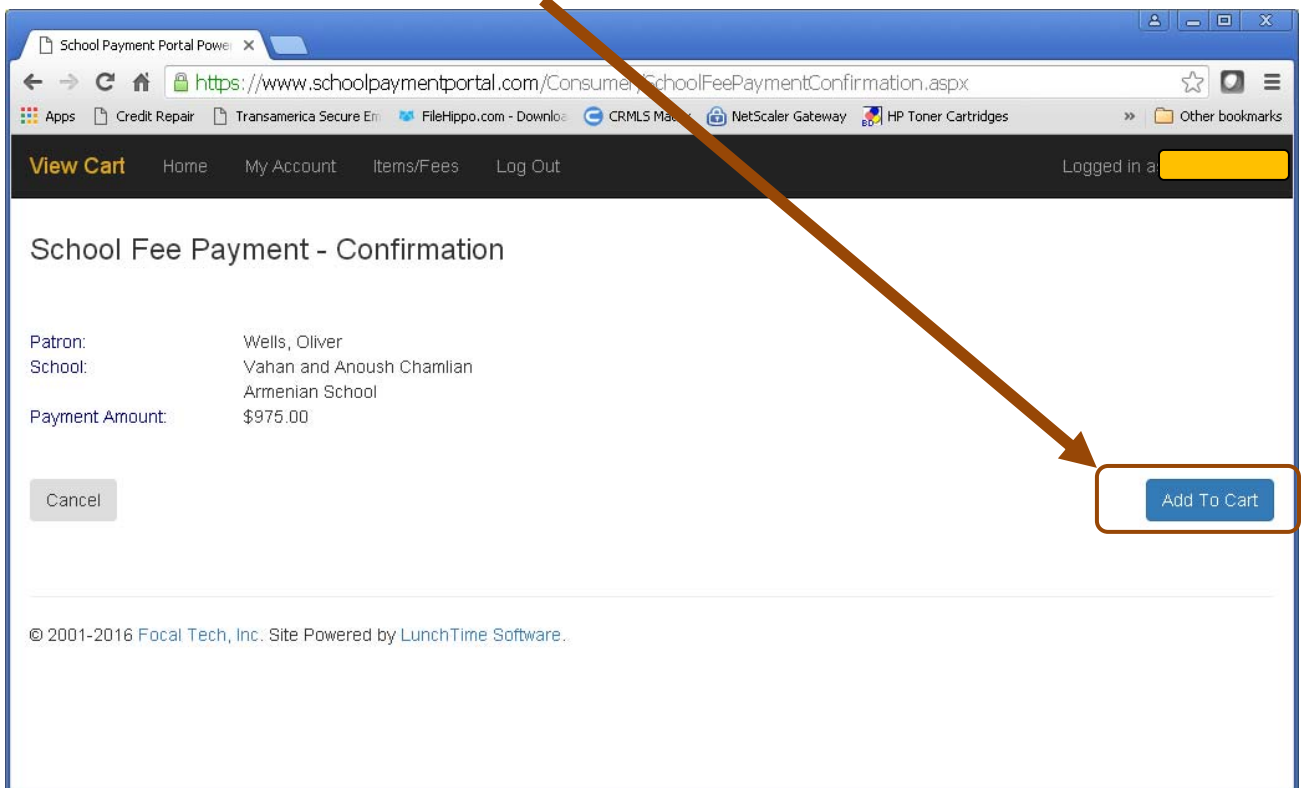 School Payment Portal Powe
https://www.schoolpaymentportal.com/Consumer/SchoolFeePaymentConfirmation.aspx
Apps Credit Repair Transamerica Secure Em FileHippo.com - Downloa CRMLS NetScaler Gateway HP Toner Cartridges » Other bookmarks
View Cart Home My Account Items/Fees Log Out Logged in a
School Fee Payment - Confirmation
Patron: Wells, Oliver
School: Vahan and Anoush Chamlian
Armenian School
Payment Amount: $975.00
Cancel Add To Cart
© 2001-2016 Focal Tech, Inc. Site Powered by LunchTime Software.